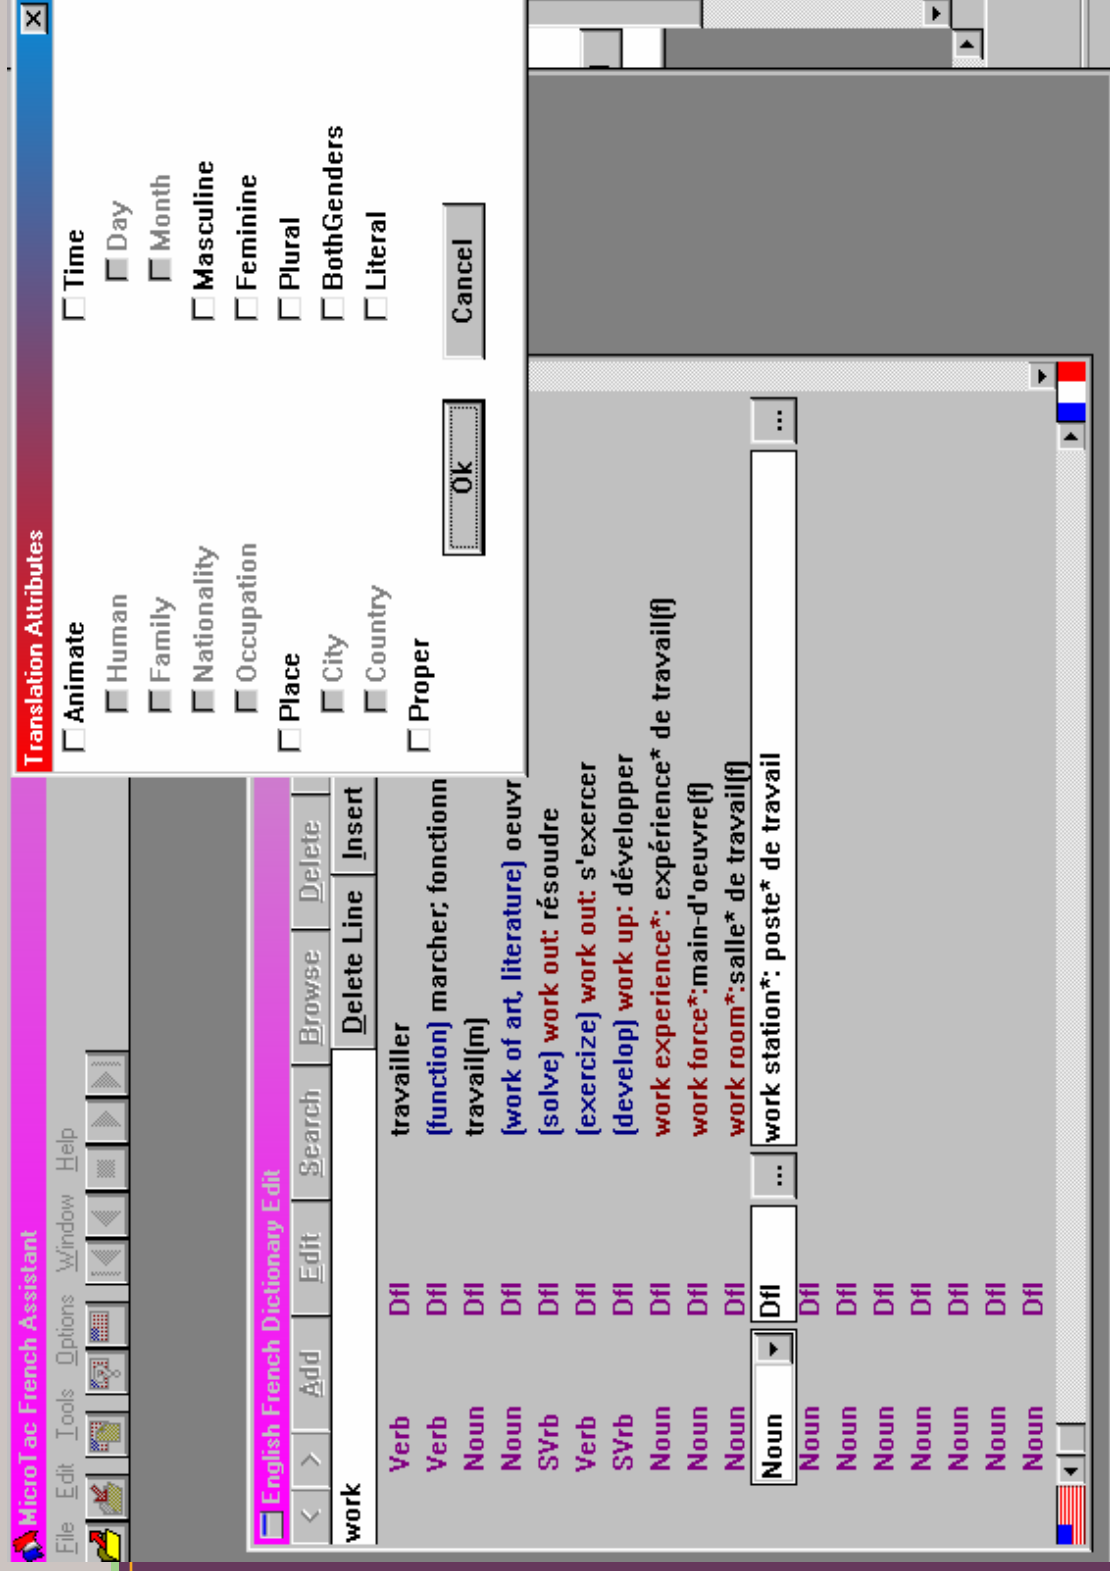 MicroTac French Assistant
File Edit Tools Options Window Help
English French Dictionary Edit
< > Add Edit Search Browse Delete
work Delete Line Insert
Verb Dfl travailler
Verb Dfl (function) marcher; fonctionn
Noun Dfl travail(m)
Noun Dfl (work of art, literature) oeuvr
SVrb Dfl (solve) work out: résoudre
Verb Dfl (exercize) work out: s'exercer
SVrb Dfl (develop) work up: développer
Noun Dfl work experience*: expérience* de travail(f)
Noun Dfl work force*:main-d'oeuvre(f)
Noun Dfl work room*:salle* de travail(f)
Noun Dfl ... work station*: poste* de travail ...
Noun Dfl
Noun Dfl
Noun Dfl
Noun Dfl
Noun Dfl
Noun Dfl
Noun Dfl
Translation Attributes
Animate Time
Human Day
Family Month
Nationality Masculine
Occupation Feminine
Place Plural
City BothGenders
Country Literal
Proper
Ok Cancel